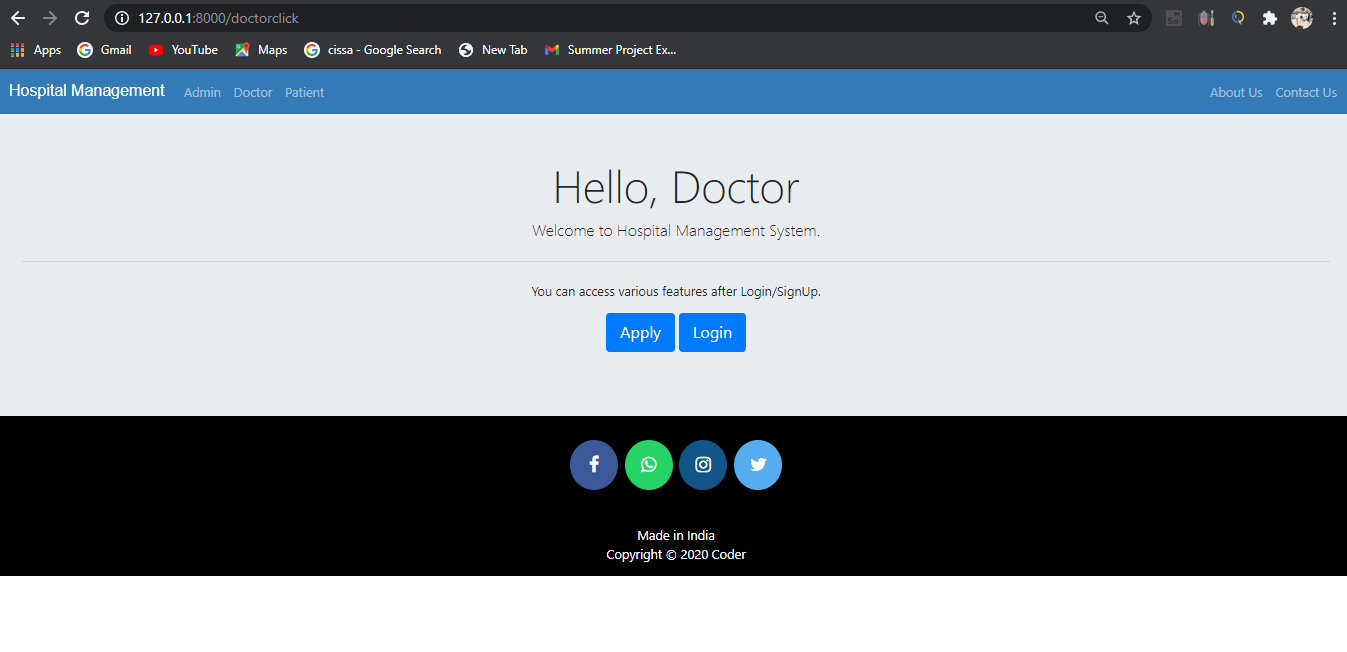 127.0.0.1:8000/doctorclick
Apps Gmail YouTube Maps cissa - Google Search New Tab Summer Project Ex...
Hospital Management Admin Doctor Patient About Us Contact Us
Hello, Doctor
Welcome to Hospital Management System.
You can access various features after Login/SignUp.
Apply Login
Made in India
Copyright © 2020 Coder